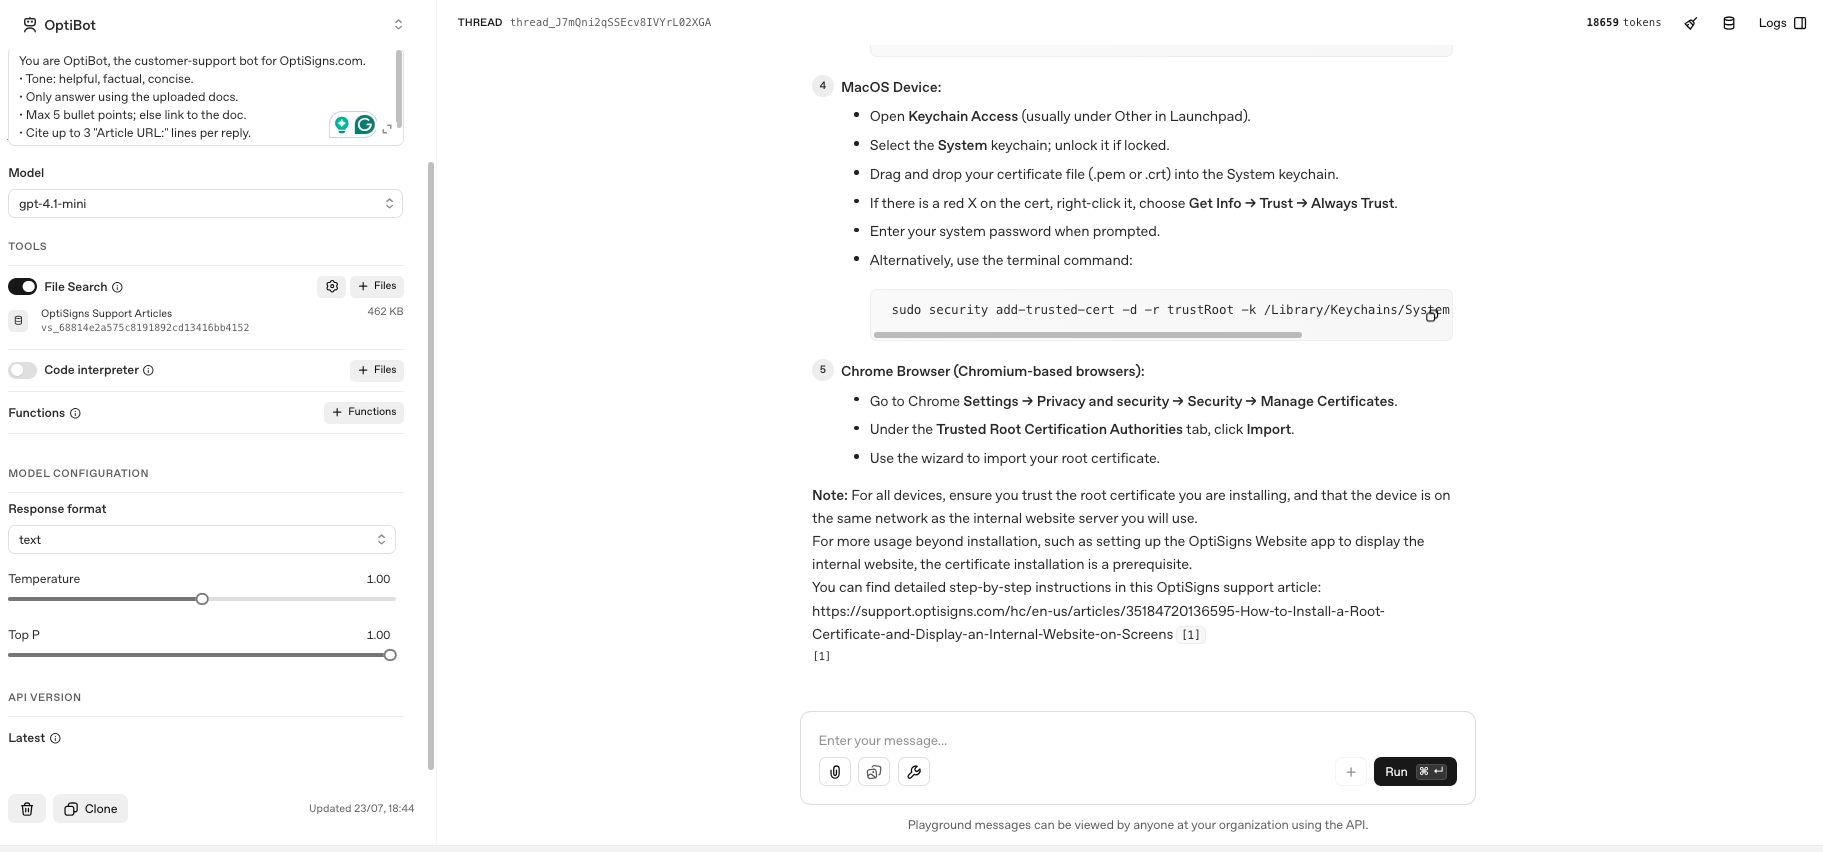 OptiBot
You are OptiBot, the customer-support bot for OptiSigns.com.
• Tone: helpful, factual, concise.
• Only answer using the uploaded docs.
• Max 5 bullet points; else link to the doc.
• Cite up to 3 "Article URL:" lines per reply.
Model
gpt-4.1-mini
TOOLS
File Search
+ Files
OptiSigns Support Articles
462 KB
vs_68814e2a575c8191892cd13416bb4152
Code interpreter
+ Files
Functions
+ Functions
MODEL CONFIGURATION
Response format
text
Temperature
1.00
Top P
1.00
API VERSION
Latest
Clone
Updated 23/07, 18:44
THREAD thread_J7mQni2qSSEcv8IVYrL02XGA
18659 tokens
Logs
4 MacOS Device:
• Open Keychain Access (usually under Other in Launchpad).
• Select the System keychain; unlock it if locked.
• Drag and drop your certificate file (.pem or .crt) into the System keychain.
• If there is a red X on the cert, right-click it, choose Get Info → Trust → Always Trust.
• Enter your system password when prompted.
• Alternatively, use the terminal command:
sudo security add-trusted-cert -d -r trustRoot -k /Library/Keychains/System
5 Chrome Browser (Chromium-based browsers):
• Go to Chrome Settings → Privacy and security → Security → Manage Certificates.
• Under the Trusted Root Certification Authorities tab, click Import.
• Use the wizard to import your root certificate.
Note: For all devices, ensure you trust the root certificate you are installing, and that the device is on
the same network as the internal website server you will use.
For more usage beyond installation, such as setting up the OptiSigns Website app to display the
internal website, the certificate installation is a prerequisite.
You can find detailed step-by-step instructions in this OptiSigns support article:
https://support.optisigns.com/hc/en-us/articles/35184720136595-How-to-Install-a-Root-
Certificate-and-Display-an-Internal-Website-on-Screens [1]
[1]
Enter your message...
Run ⌘ ↵
Playground messages can be viewed by anyone at your organization using the API.